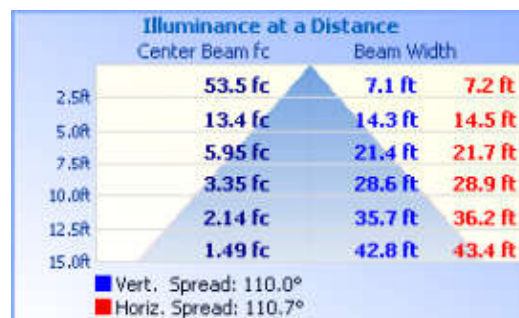 Illuminance at a Distance
Center Beam fc Beam Width
2.5ft 53.5 fc 7.1 ft 7.2 ft
5.0ft 13.4 fc 14.3 ft 14.5 ft
7.5ft 5.95 fc 21.4 ft 21.7 ft
10.0ft 3.35 fc 28.6 ft 28.9 ft
12.5ft 2.14 fc 35.7 ft 36.2 ft
15.0ft 1.49 fc 42.8 ft 43.4 ft
Vert. Spread: 110.0°
Horiz. Spread: 110.7°